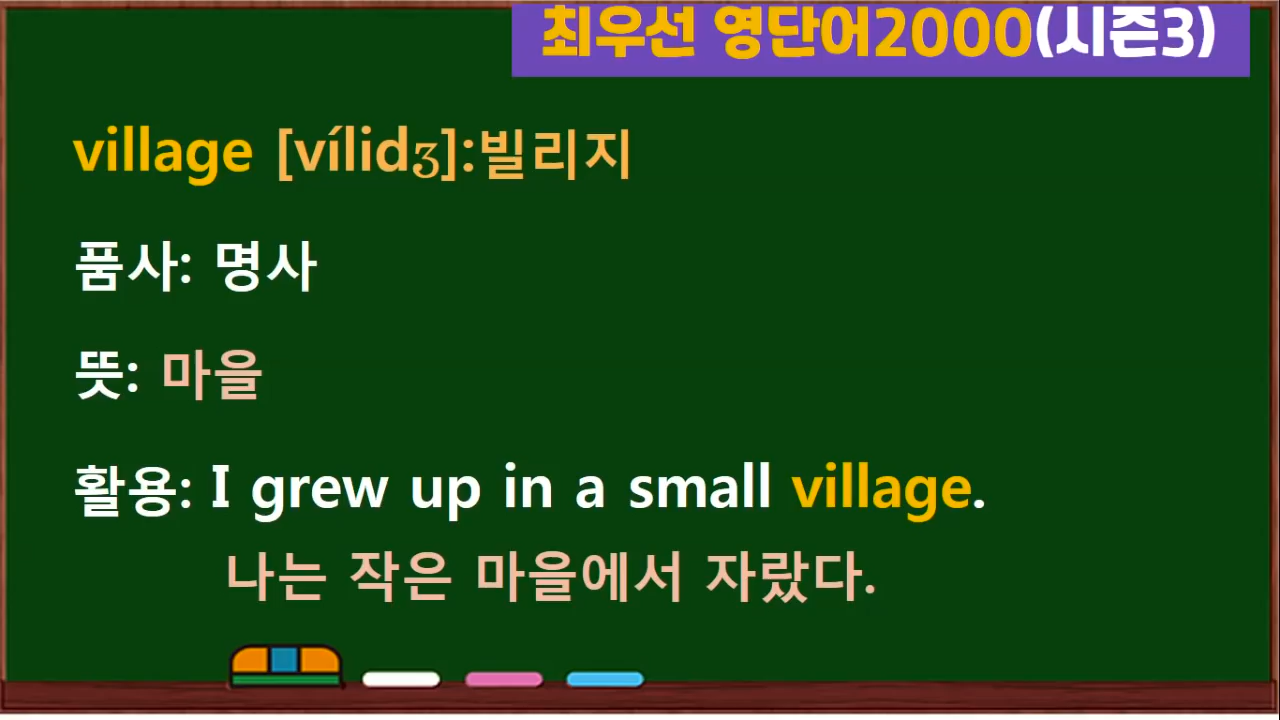 최우선 영단어2000(시즌3)
village [vílidʒ]:빌리지
품사: 명사
뜻: 마을
활용: I grew up in a small village.
나는 작은 마을에서 자랐다.